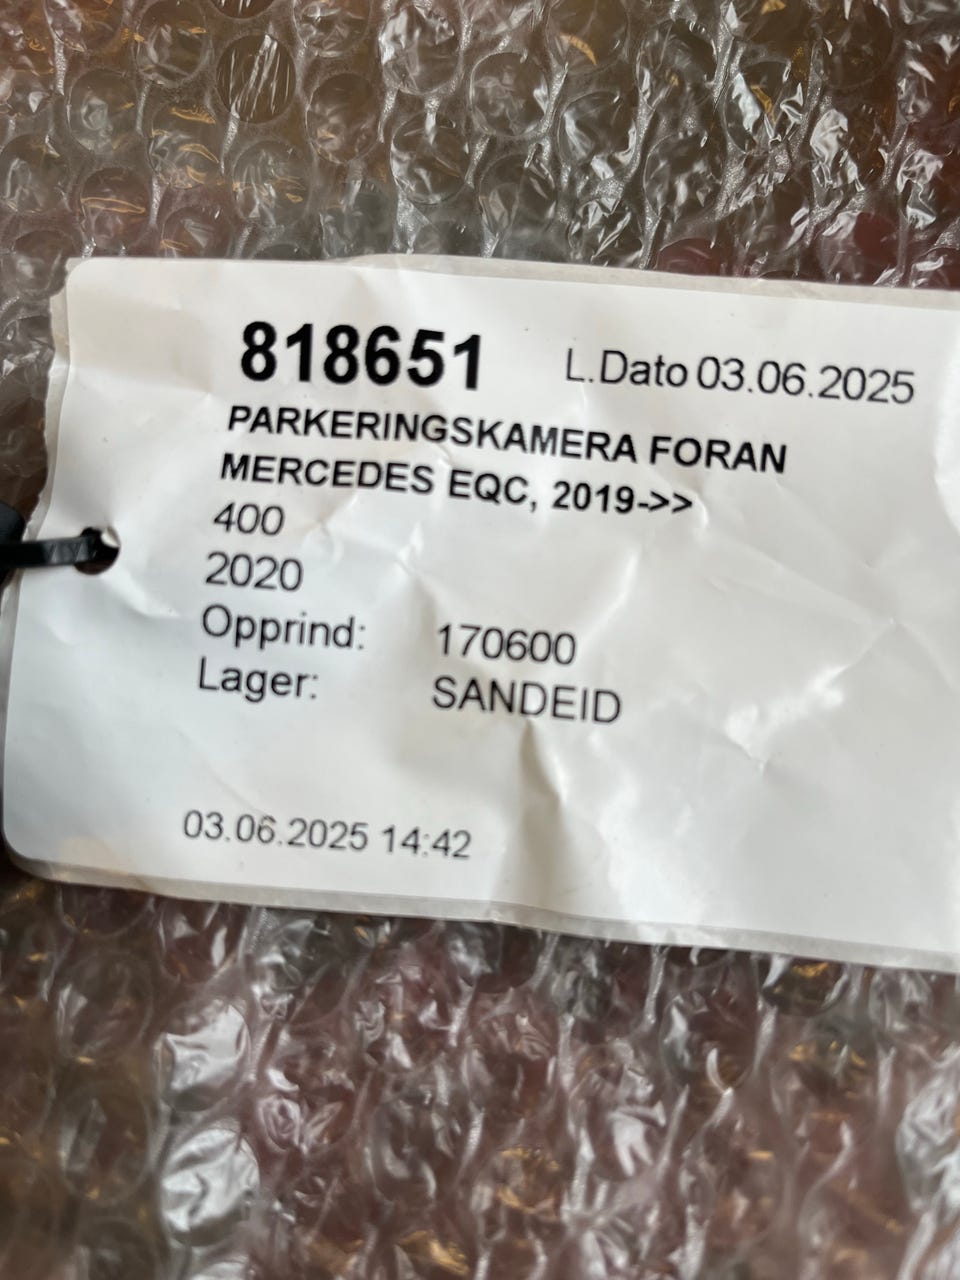 818651 L.Dato 03.06.2025
PARKERINGSKAMERA FORAN
MERCEDES EQC, 2019->>
400
2020
Opprind: 170600
Lager: SANDEID
03.06.2025 14:42